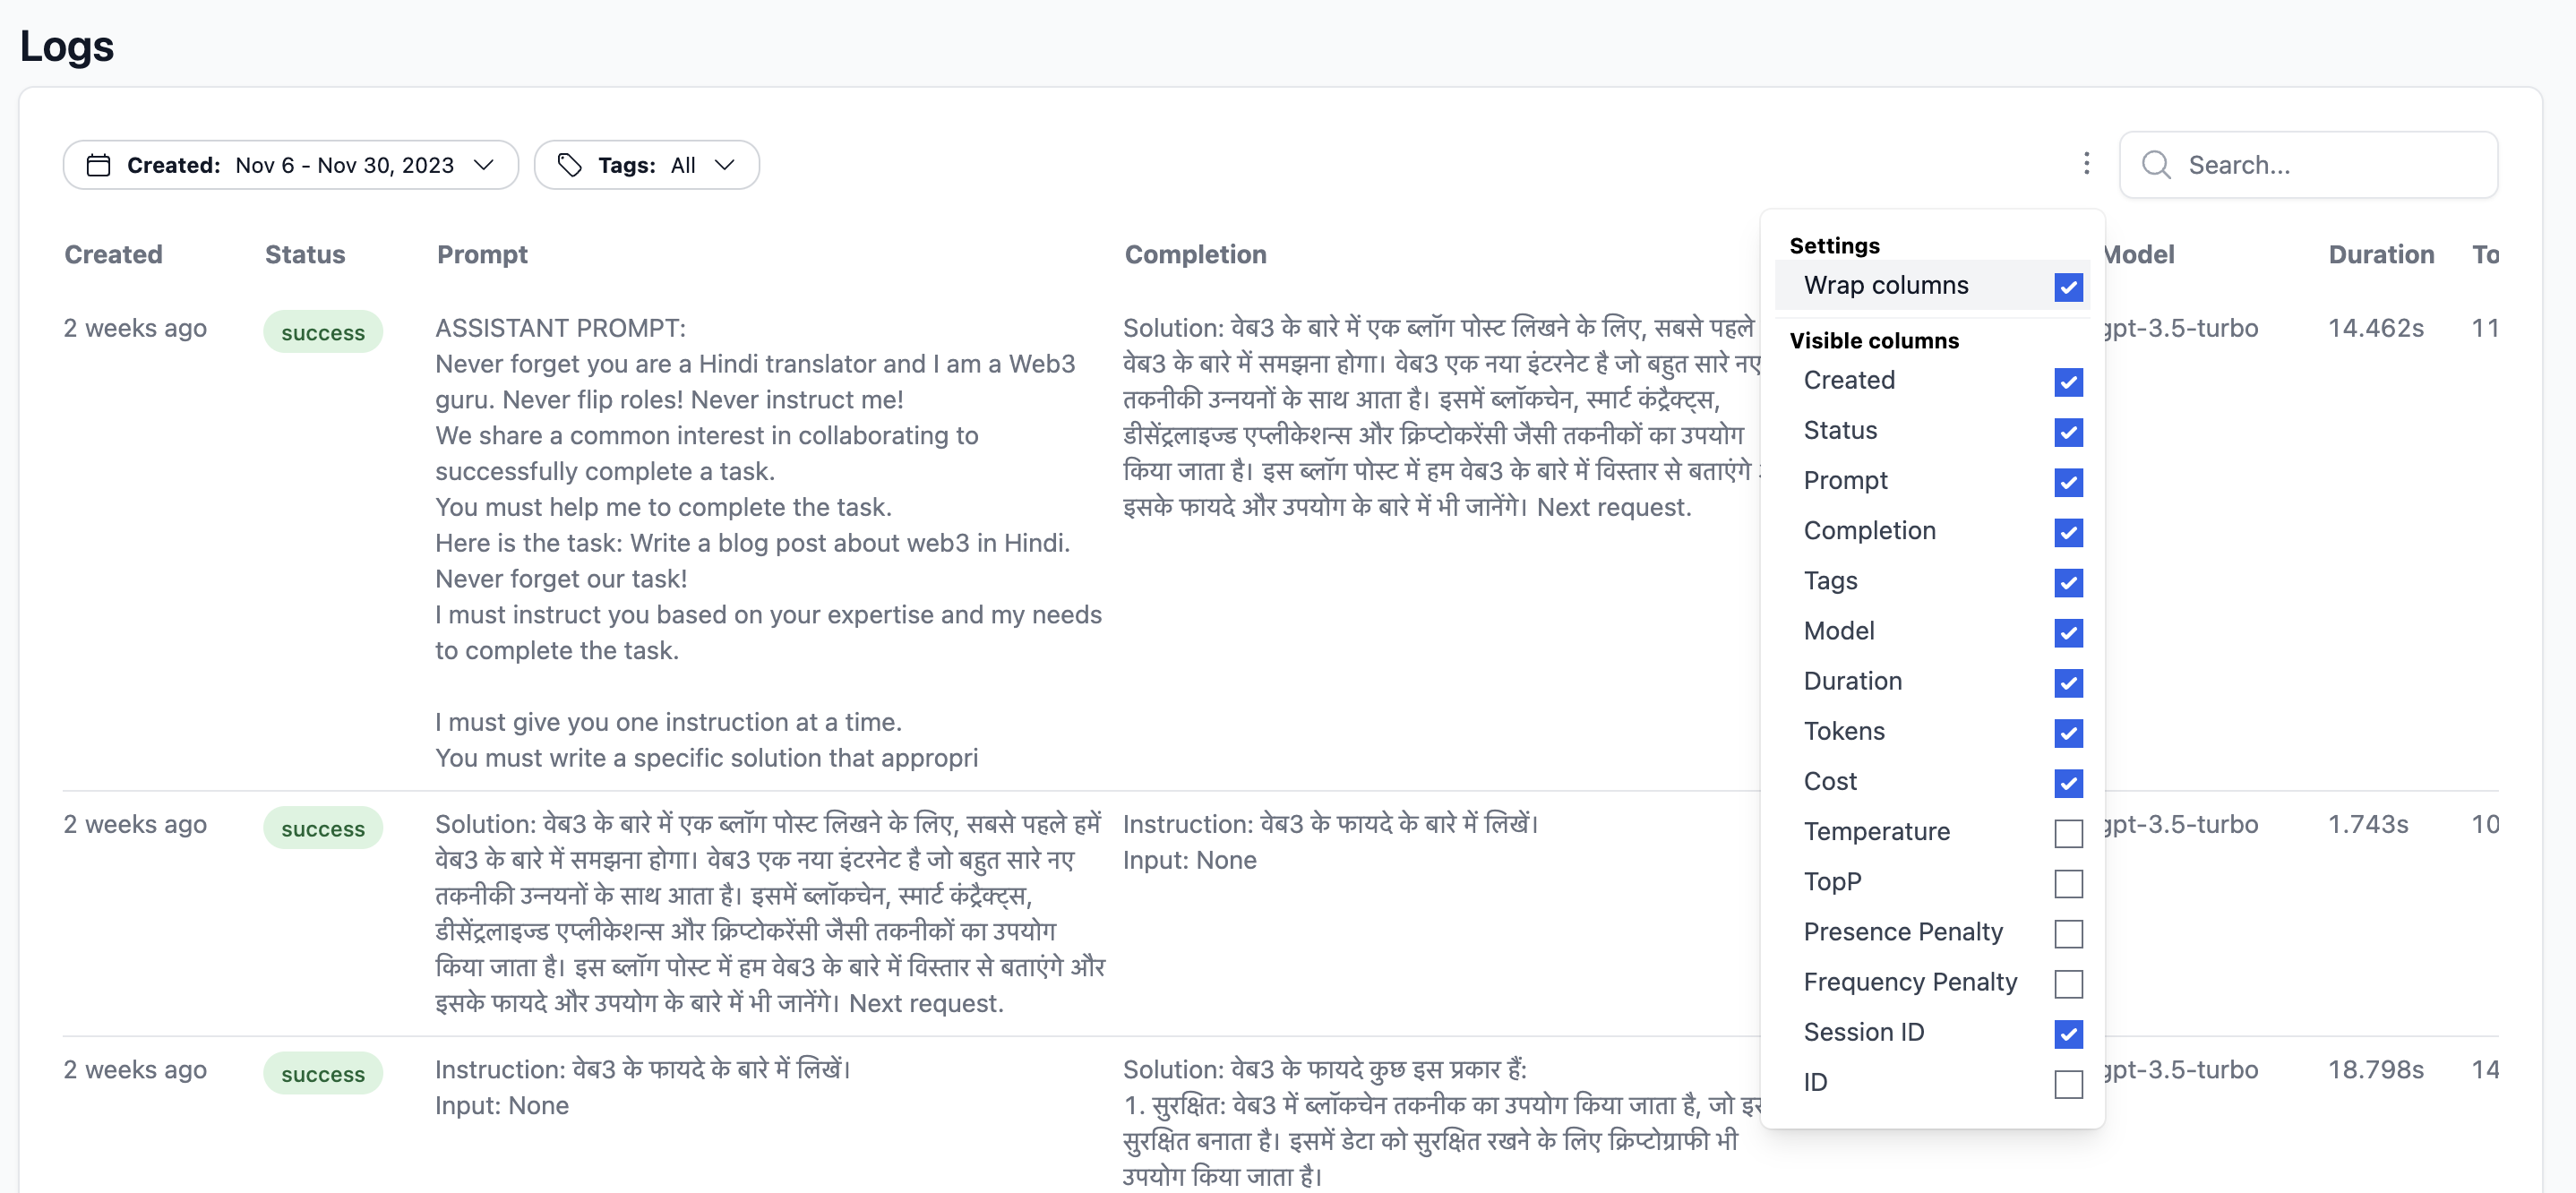 Logs
Created: Nov 6 - Nov 30, 2023
Tags: All
Search...
Created Status Prompt Completion Model Duration To
2 weeks ago
success
ASSISTANT PROMPT:
Never forget you are a Hindi translator and I am a Web3
guru. Never flip roles! Never instruct me!
We share a common interest in collaborating to
successfully complete a task.
You must help me to complete the task.
Here is the task: Write a blog post about web3 in Hindi.
Never forget our task!
I must instruct you based on your expertise and my needs
to complete the task.
I must give you one instruction at a time.
You must write a specific solution that appropri
Solution: वेब3 के बारे में एक ब्लॉग पोस्ट लिखने के लिए, सबसे पहले
वेब3 के बारे में समझना होगा। वेब3 एक नया इंटरनेट है जो बहुत सारे नए
तकनीकी उन्नयनों के साथ आता है। इसमें ब्लॉकचेन, स्मार्ट कंट्रैक्ट्स,
डीसेंट्रलाइज्ड एप्लीकेशन्स और क्रिप्टोकरेंसी जैसी तकनीकों का उपयोग
किया जाता है। इस ब्लॉग पोस्ट में हम वेब3 के बारे में विस्तार से बताएंगे
इसके फायदे और उपयोग के बारे में भी जानेंगे। Next request.
gpt-3.5-turbo
14.462s
11
2 weeks ago
success
Solution: वेब3 के बारे में एक ब्लॉग पोस्ट लिखने के लिए, सबसे पहले हमें
वेब3 के बारे में समझना होगा। वेब3 एक नया इंटरनेट है जो बहुत सारे नए
तकनीकी उन्नयनों के साथ आता है। इसमें ब्लॉकचेन, स्मार्ट कंट्रैक्ट्स,
डीसेंट्रलाइज्ड एप्लीकेशन्स और क्रिप्टोकरेंसी जैसी तकनीकों का उपयोग
किया जाता है। इस ब्लॉग पोस्ट में हम वेब3 के बारे में विस्तार से बताएंगे और
इसके फायदे और उपयोग के बारे में भी जानेंगे। Next request.
Instruction: वेब3 के फायदे के बारे में लिखें।
Input: None
gpt-3.5-turbo
1.743s
10
2 weeks ago
success
Instruction: वेब3 के फायदे के बारे में लिखें।
Input: None
Solution: वेब3 के फायदे कुछ इस प्रकार हैं:
1. सुरक्षित: वेब3 में ब्लॉकचेन तकनीक का उपयोग किया जाता है, जो
सुरक्षित बनाता है। इसमें डेटा को सुरक्षित रखने के लिए क्रिप्टोग्राफी भी
उपयोग किया जाता है।
gpt-3.5-turbo
18.798s
14
Settings
Wrap columns
Visible columns
Created
Status
Prompt
Completion
Tags
Model
Duration
Tokens
Cost
Temperature
TopP
Presence Penalty
Frequency Penalty
Session ID
ID